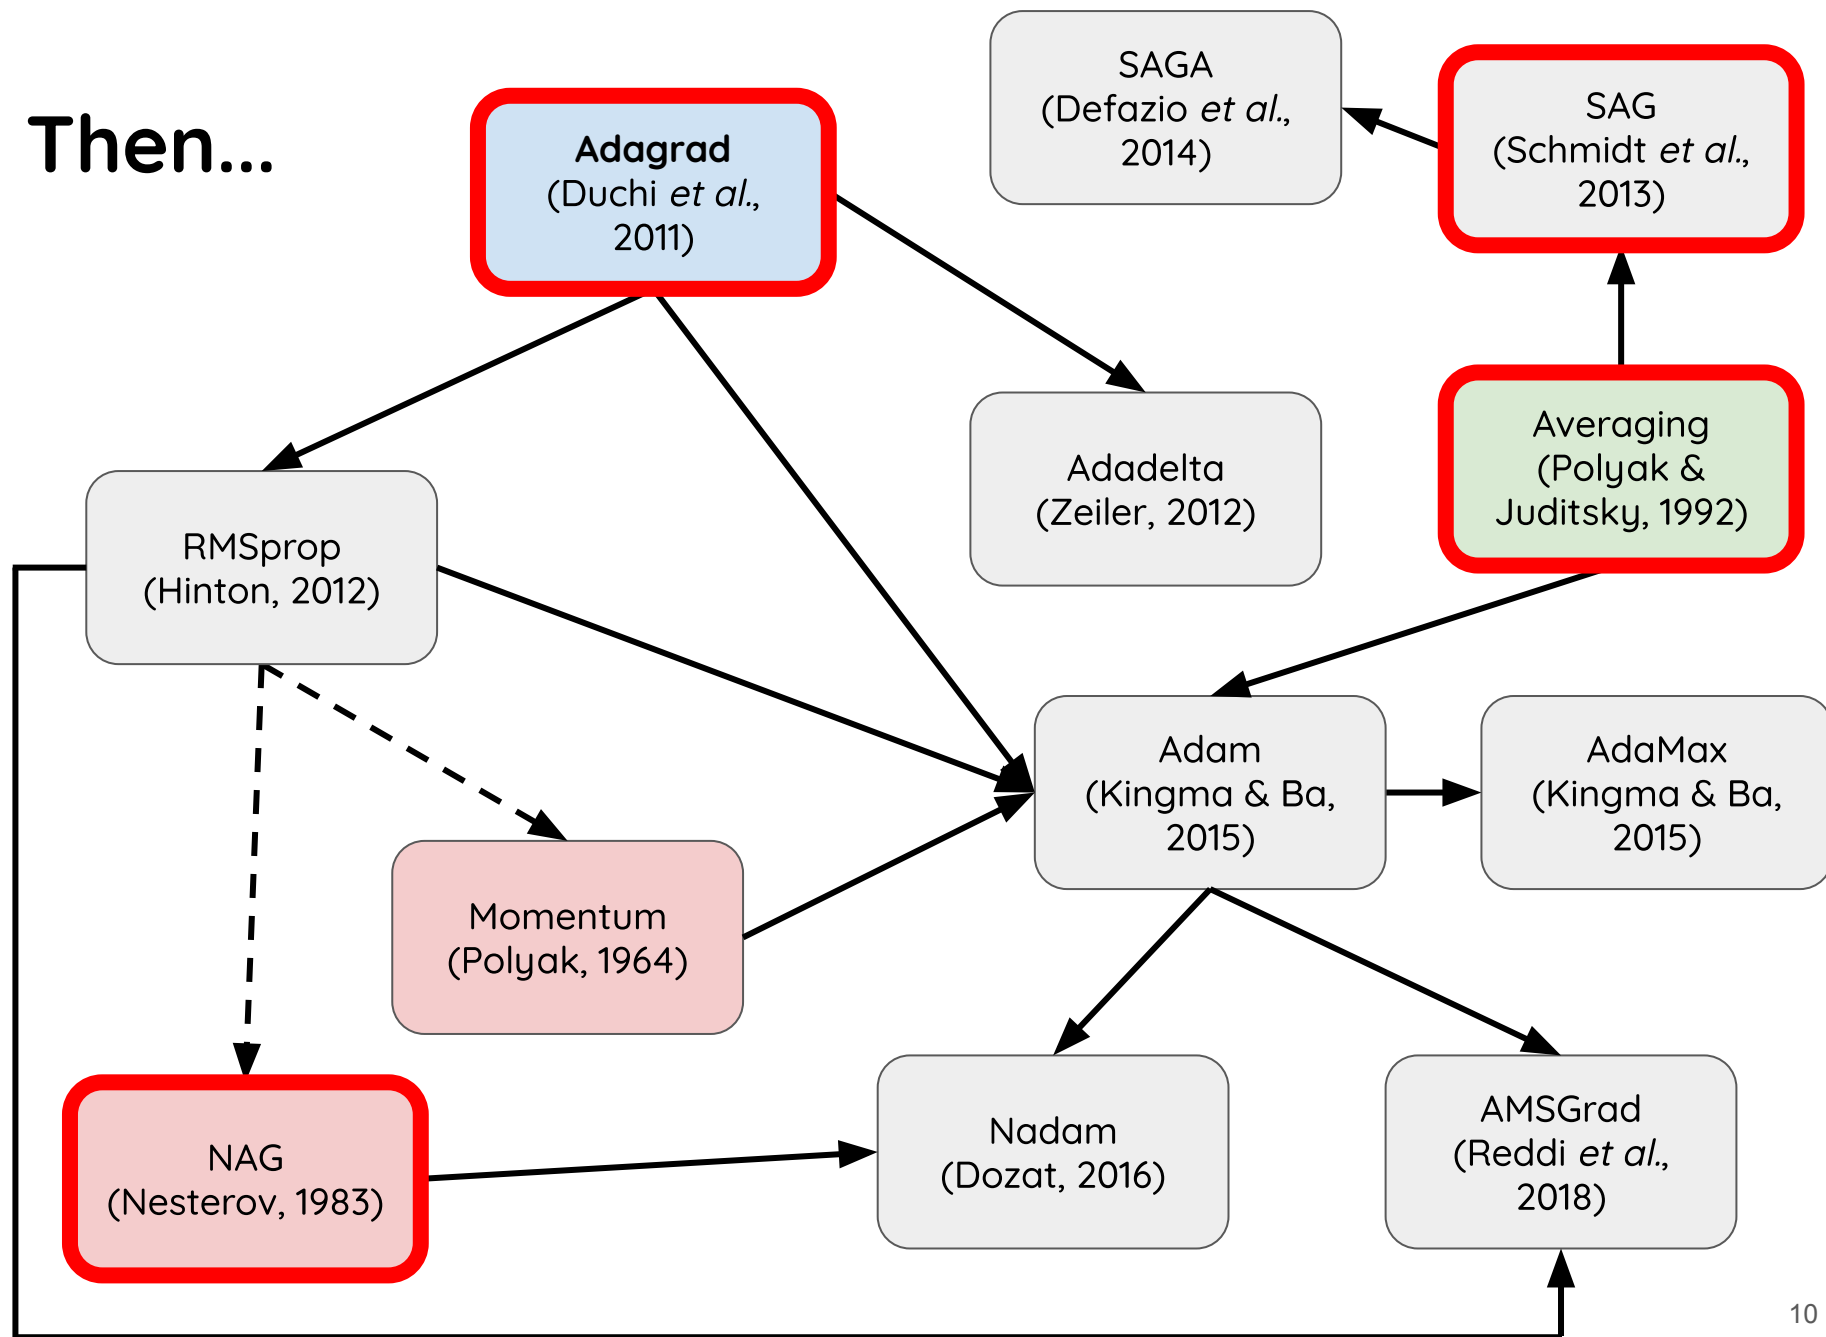 Then...
Adagrad
(Duchi et al.,
2011)
SAGA
(Defazio et al.,
2014)
SAG
(Schmidt et al.,
2013)
Averaging
(Polyak &
Juditsky, 1992)
Adadelta
(Zeiler, 2012)
RMSprop
(Hinton, 2012)
Adam
(Kingma & Ba,
2015)
AdaMax
(Kingma & Ba,
2015)
Momentum
(Polyak, 1964)
NAG
(Nesterov, 1983)
Nadam
(Dozat, 2016)
AMSGrad
(Reddi et al.,
2018)
10